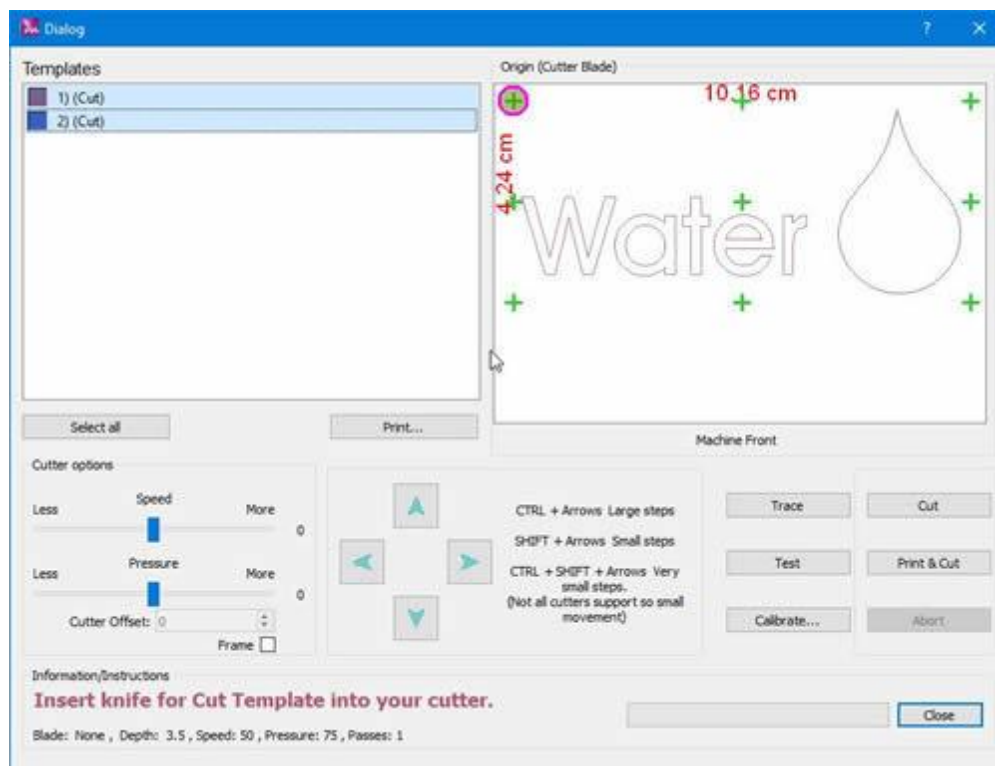 Dialog
?
Templates
1) (Cut)
2) (Cut)
Select all
Print...
Origin (Cutter Blade)
10.16 cm
4.24 cm
Water
Machine Front
Cutter options
Speed
Less
More
0
Pressure
Less
More
0
Cutter Offset: 0
Frame
CTRL + Arrows Large steps
SHIFT + Arrows Small steps
CTRL + SHIFT + Arrows Very
small steps.
(Not all cutters support so small
movement)
Trace
Cut
Test
Print & Cut
Calibrate...
Abort
Information/Instructions
Insert knife for Cut Template into your cutter.
Blade: None , Depth: 3.5 , Speed: 50 , Pressure: 75 , Passes: 1
Close